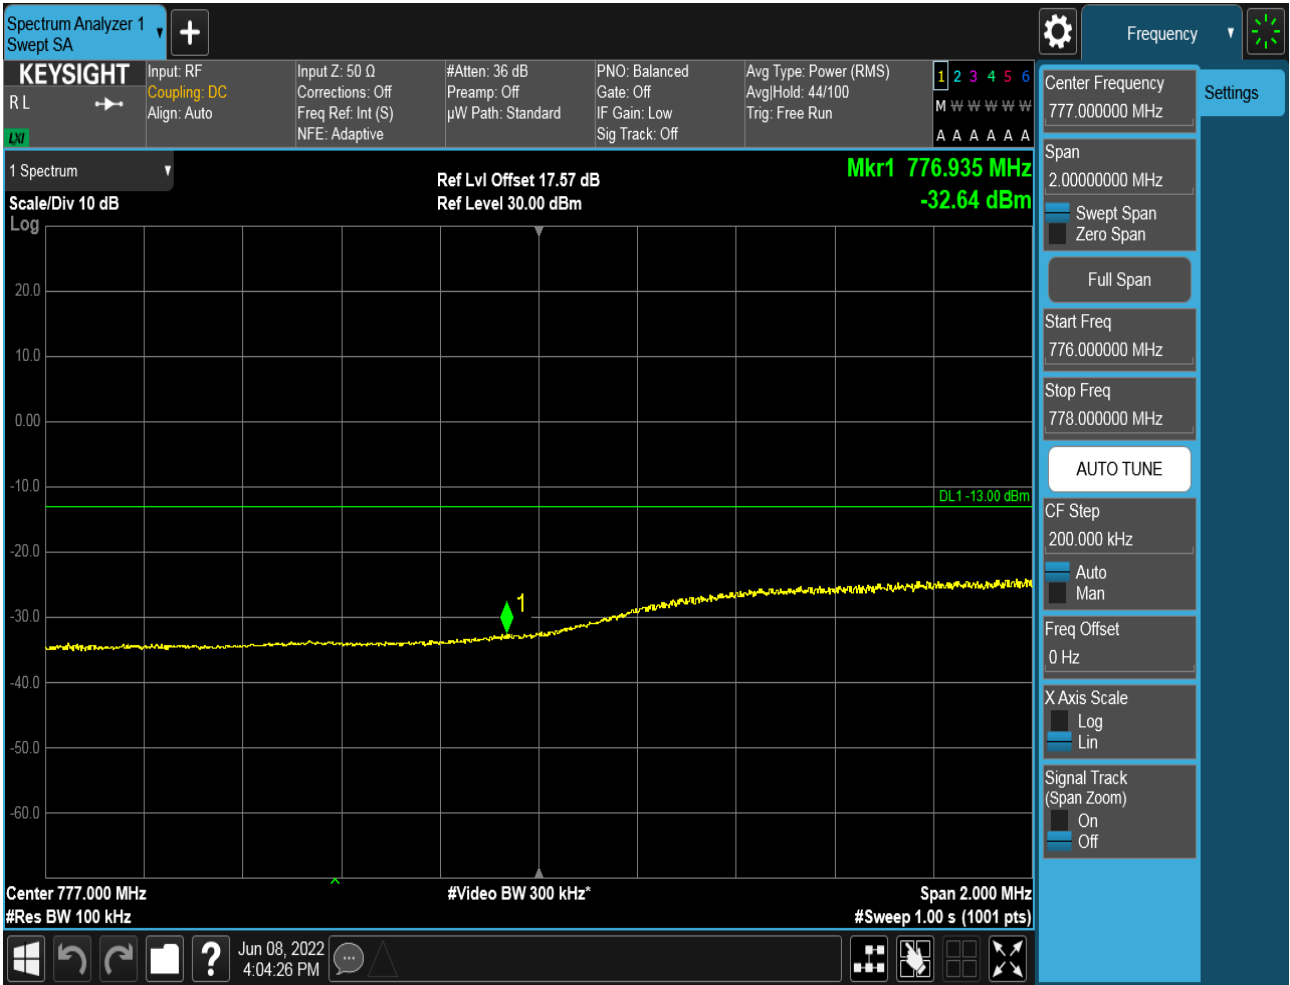 Spectrum Analyzer 1
Swept SA
Frequency
KEYSIGHT
R L
LXI
Input: RF
Coupling: DC
Align: Auto
Input Z: 50 Ω
Corrections: Off
Freq Ref: Int (S)
NFE: Adaptive
#Atten: 36 dB
Preamp: Off
µW Path: Standard
PNO: Balanced
Gate: Off
IF Gain: Low
Sig Track: Off
Avg Type: Power (RMS)
Avg|Hold: 44/100
Trig: Free Run
1 2 3 4 5 6
M W W W W W
A A A A A A
1 Spectrum
Scale/Div 10 dB
Log
Ref Lvl Offset 17.57 dB
Ref Level 30.00 dBm
Mkr1 776.935 MHz
-32.64 dBm
20.0
10.0
0.00
-10.0
DL1 -13.00 dBm
-20.0
1
-30.0
-40.0
-50.0
-60.0
Center 777.000 MHz
#Video BW 300 kHz*
Span 2.000 MHz
#Res BW 100 kHz
#Sweep 1.00 s (1001 pts)
Center Frequency
777.000000 MHz
Settings
Span
2.00000000 MHz
Swept Span
Zero Span
Full Span
Start Freq
776.000000 MHz
Stop Freq
778.000000 MHz
AUTO TUNE
CF Step
200.000 kHz
Auto
Man
Freq Offset
0 Hz
X Axis Scale
Log
Lin
Signal Track
(Span Zoom)
On
Off
?
Jun 08, 2022
4:04:26 PM